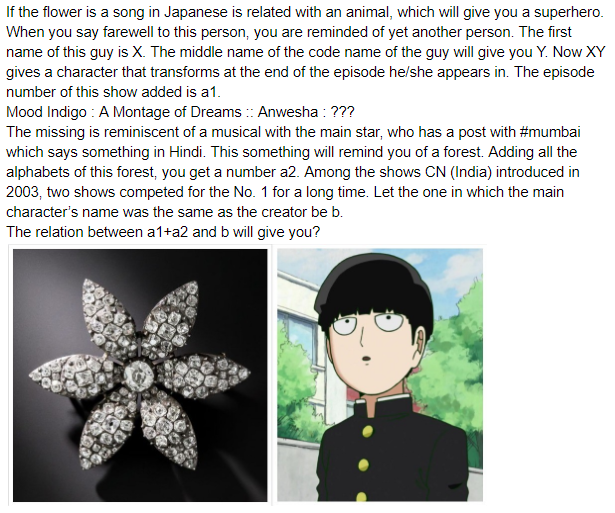 If the flower is a song in Japanese is related with an animal, which will give you a superhero.
When you say farewell to this person, you are reminded of yet another person. The first
name of this guy is X. The middle name of the code name of the guy will give you Y. Now XY
gives a character that transforms at the end of the episode he/she appears in. The episode
number of this show added is a1.
Mood Indigo : A Montage of Dreams :: Anwesha : ???
The missing is reminiscent of a musical with the main star, who has a post with #mumbai
which says something in Hindi. This something will remind you of a forest. Adding all the
alphabets of this forest, you get a number a2. Among the shows CN (India) introduced in
2003, two shows competed for the No. 1 for a long time. Let the one in which the main
character's name was the same as the creator be b.
The relation between a1+a2 and b will give you?